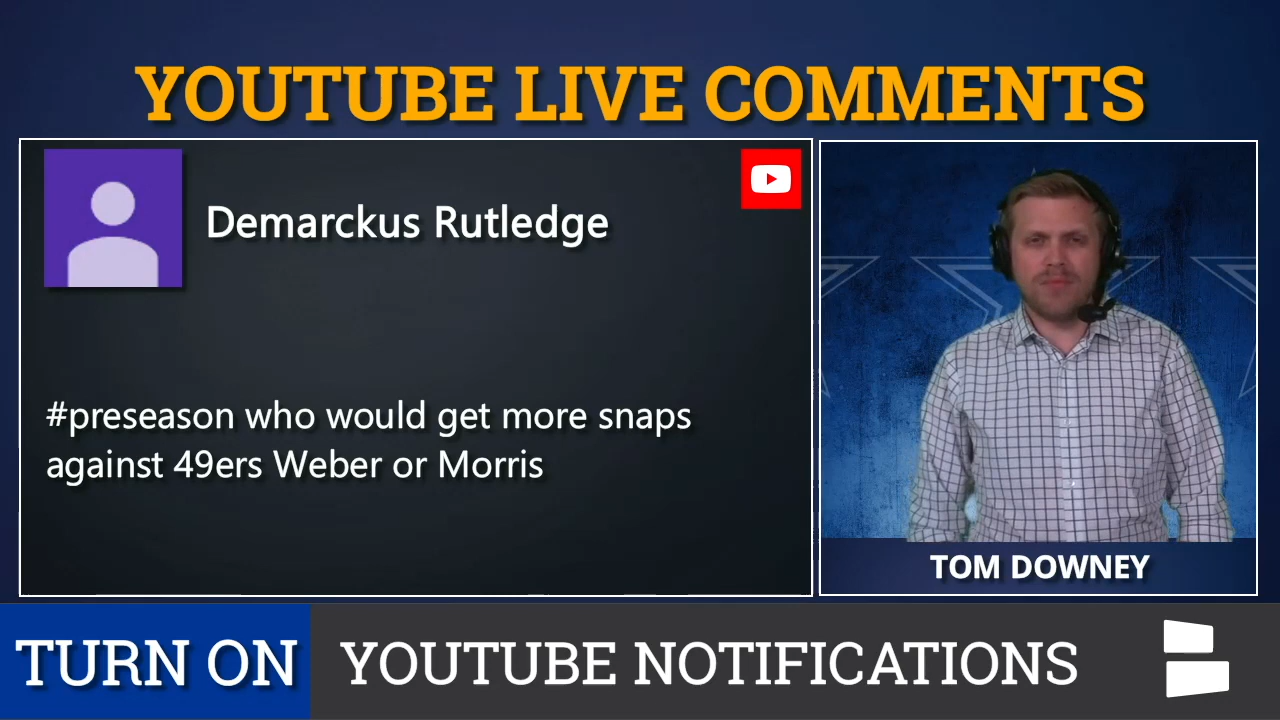 YOUTUBE LIVE COMMENTS
Demarckus Rutledge
#preseason who would get more snaps
against 49ers Weber or Morris
TOM DOWNEY
TURN ON
YOUTUBE NOTIFICATIONS